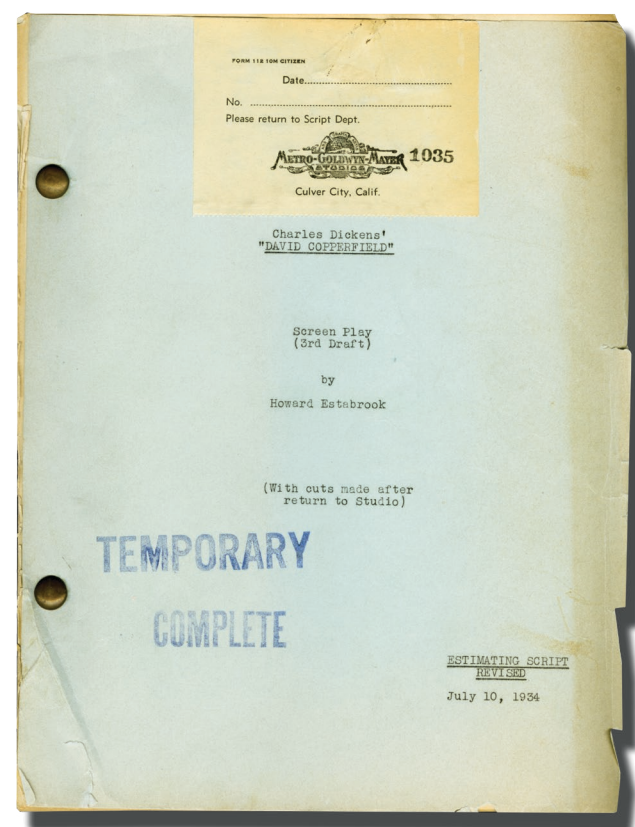 FORM 112 10M CITIZEN
Date
No.
Please return to Script Dept.
METRO-GOLDWYN-MAYER 1035
STUDIOS
Culver City, Calif.
Charles Dickens'
"DAVID COPPERFIELD"
Screen Play
(3rd Draft)
by
Howard Estabrook
(With cuts made after
return to Studio)
TEMPORARY
COMPLETE
ESTIMATING SCRIPT
REVISED
July 10, 1934